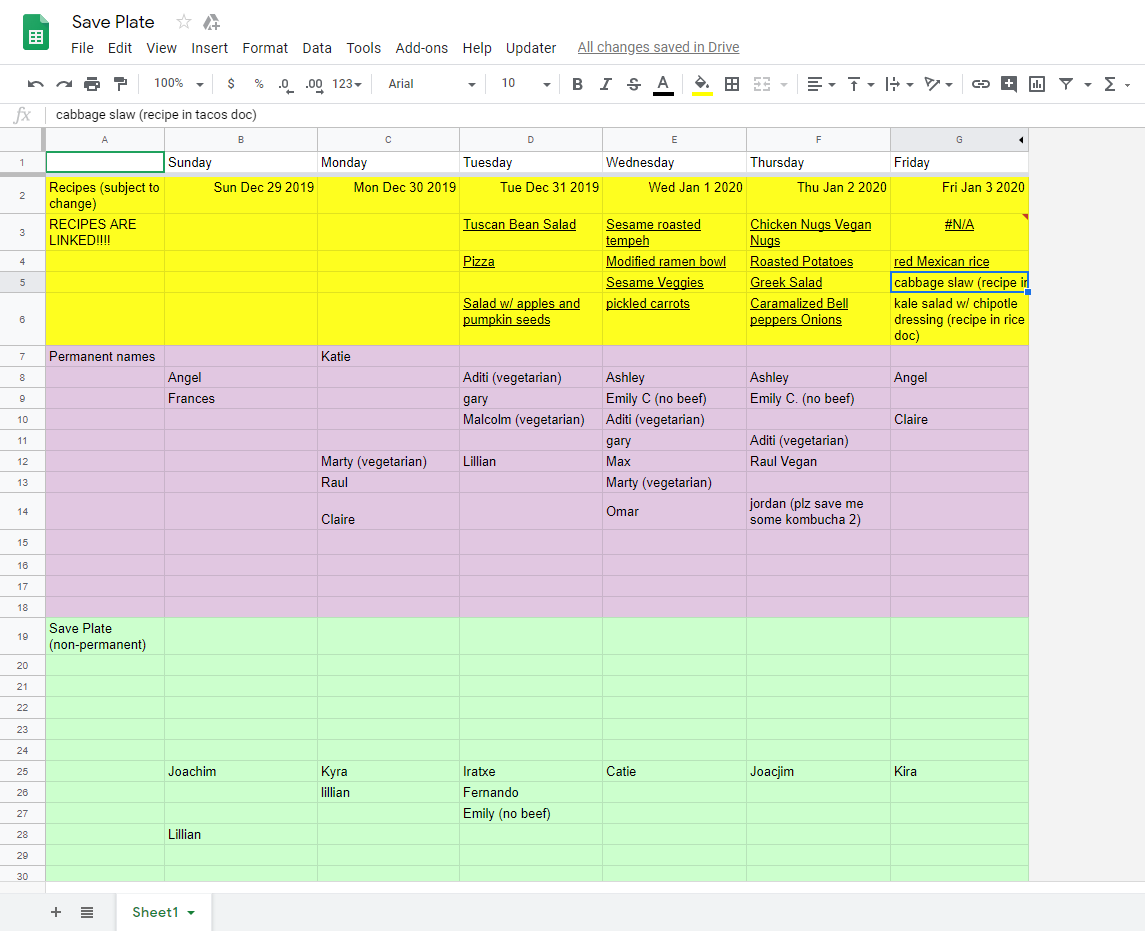 Save Plate
File Edit View Insert Format Data Tools Add-ons Help Updater All changes saved in Drive
100% $ % .0 .00 123 Arial 10 B I S A Σ
fx cabbage slaw (recipe in tacos doc)
A B C D E F G
1 Sunday Monday Tuesday Wednesday Thursday Friday
2 Recipes (subject to Sun Dec 29 2019 Mon Dec 30 2019 Tue Dec 31 2019 Wed Jan 1 2020 Thu Jan 2 2020 Fri Jan 3 2020
change)
3 RECIPES ARE Tuscan Bean Salad Sesame roasted Chicken Nugs Vegan #N/A
LINKED!!!! tempeh Nugs
4 Pizza Modified ramen bowl Roasted Potatoes red Mexican rice
5 Sesame Veggies Greek Salad cabbage slaw (recipe in
6 Salad w/ apples and pickled carrots Caramalized Bell kale salad w/ chipotle
pumpkin seeds peppers Onions dressing (recipe in rice
doc)
7 Permanent names Katie
8 Angel Aditi (vegetarian) Ashley Ashley Angel
9 Frances gary Emily C (no beef) Emily C. (no beef)
10 Malcolm (vegetarian) Aditi (vegetarian) Claire
11 gary Aditi (vegetarian)
12 Marty (vegetarian) Lillian Max Raul Vegan
13 Raul Marty (vegetarian)
14 Claire Omar jordan (plz save me
some kombucha 2)
15
16
17
18
19 Save Plate
(non-permanent)
20
21
22
23
24
25 Joachim Kyra Iratxe Catie Joacjim Kira
26 lillian Fernando
27 Emily (no beef)
28 Lillian
29
30
Sheet1